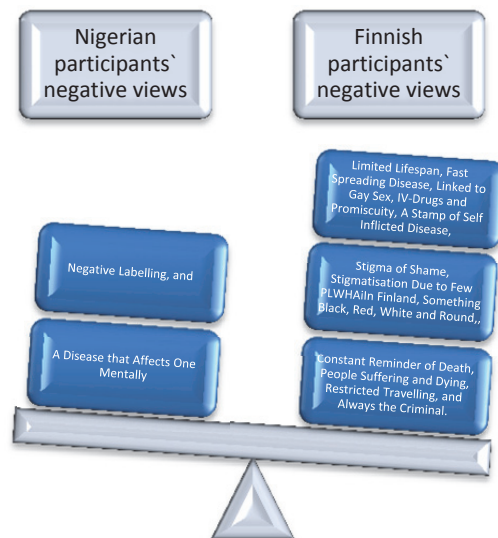 Nigerian
participants`
negative views
Finnish
participants`
negative views
Limited Lifespan, Fast
Spreading Disease, Linked to
Gay Sex, IV-Drugs and
Promiscuity, A Stamp of Self
Inflicted Disease,
Negative Labelling, and
Stigma of Shame,
Stigmatisation Due to Few
PLWHAiIn Finland, Something
Black, Red, White and Round,,
A Disease that Affects One
Mentally
Constant Reminder of Death,
People Suffering and Dying,
Restricted Travelling, and
Always the Criminal.